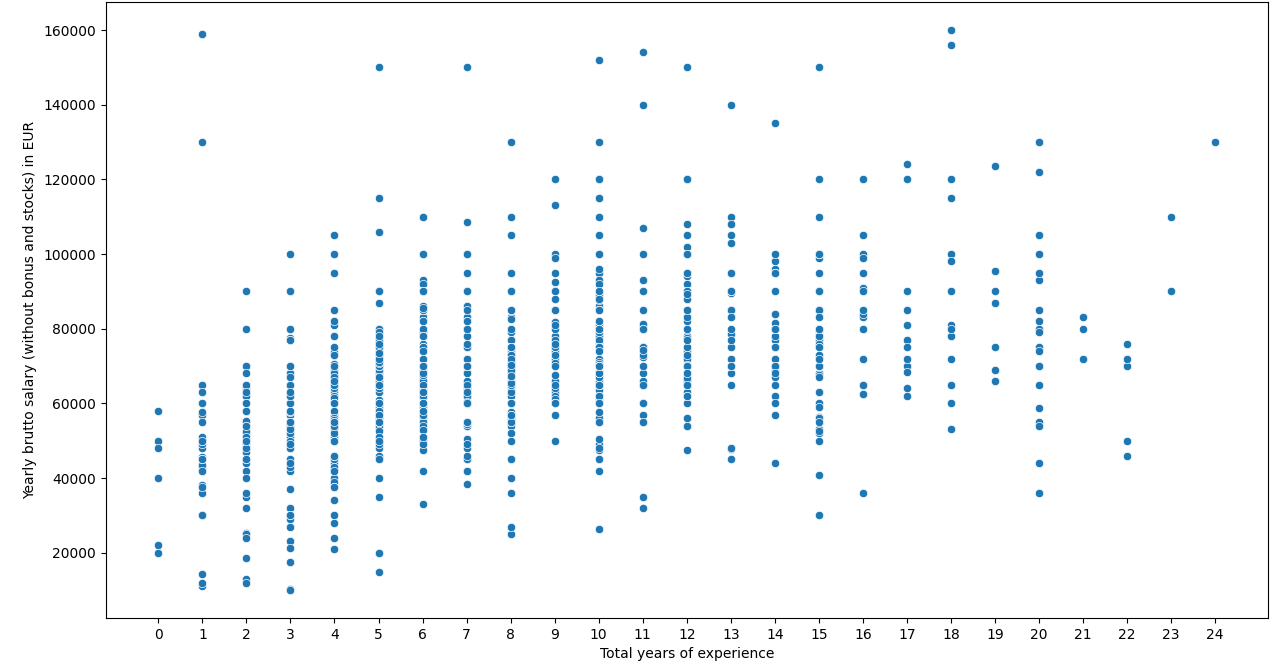 Yearly brutto salary (without bonus and stocks) in EUR
160000
140000
120000
100000
80000
60000
40000
20000
0 1 2 3 4 5 6 7 8 9 10 11 12 13 14 15 16 17 18 19 20 21 22 23 24
Total years of experience